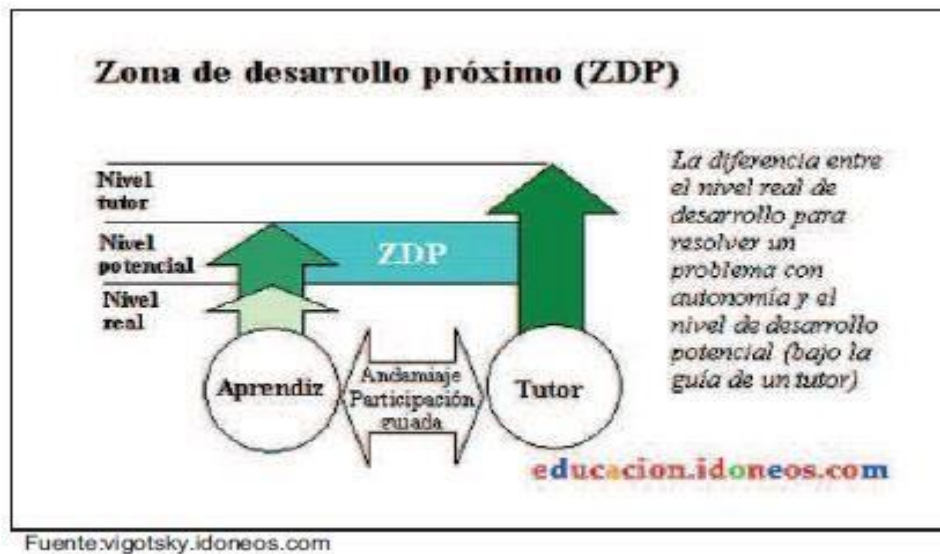 Zona de desarrollo próximo (ZDP)
Nivel
tutor
Nivel
potencial
Nivel
real
ZDP
Aprendiz
Andamiaje
Participación
guiada
Tutor
La diferencia entre
el nivel real de
desarrollo para
resolver un
problema con
autonomía y el
nivel de desarrollo
potencial (bajo la
guía de un tutor)
educacion.idoneos.com
Fuente:vigotsky.idoneos.com